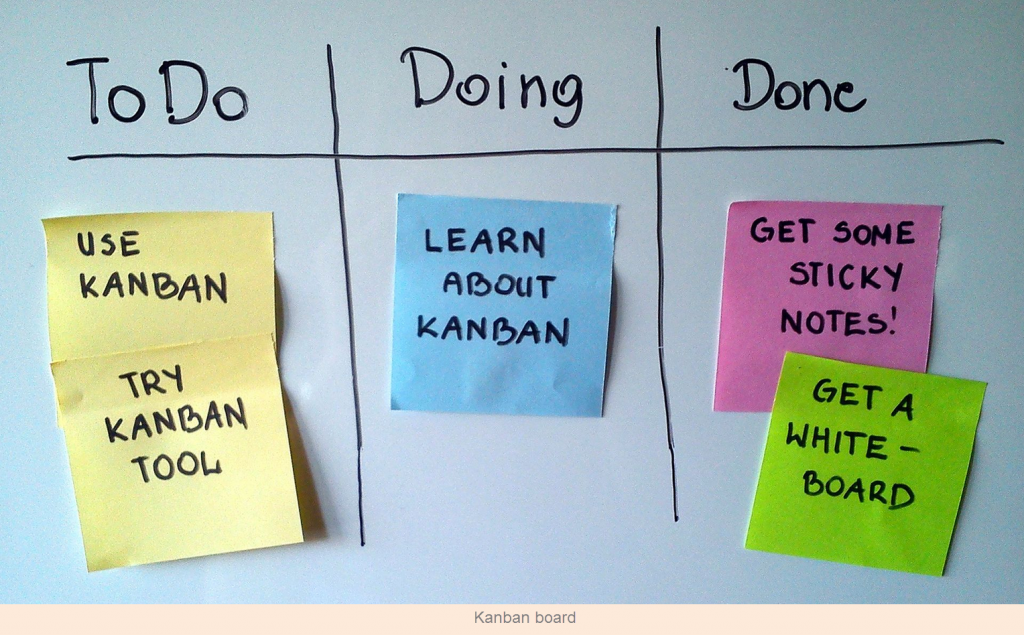 To Do
Doing
Done
USE
KANBAN
TRY
KANBAN
TOOL
LEARN
ABOUT
KANBAN
GET SOME
STICKY
NOTES!
GET A
WHITE-
BOARD
Kanban board